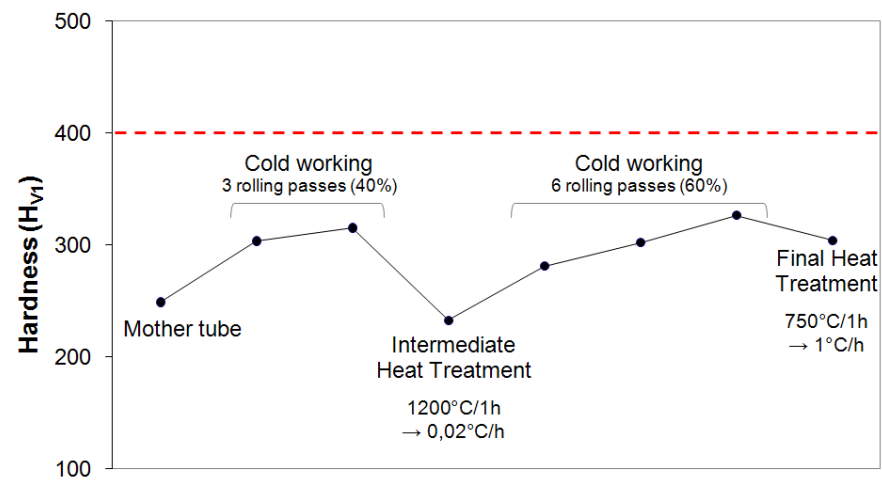 500
400
300
200
100
Hardness (HV1)
Cold working
3 rolling passes (40%)
Cold working
6 rolling passes (60%)
Mother tube
Intermediate
Heat Treatment
1200°C/1h
→ 0,02°C/h
Final Heat
Treatment
750°C/1h
→ 1°C/h